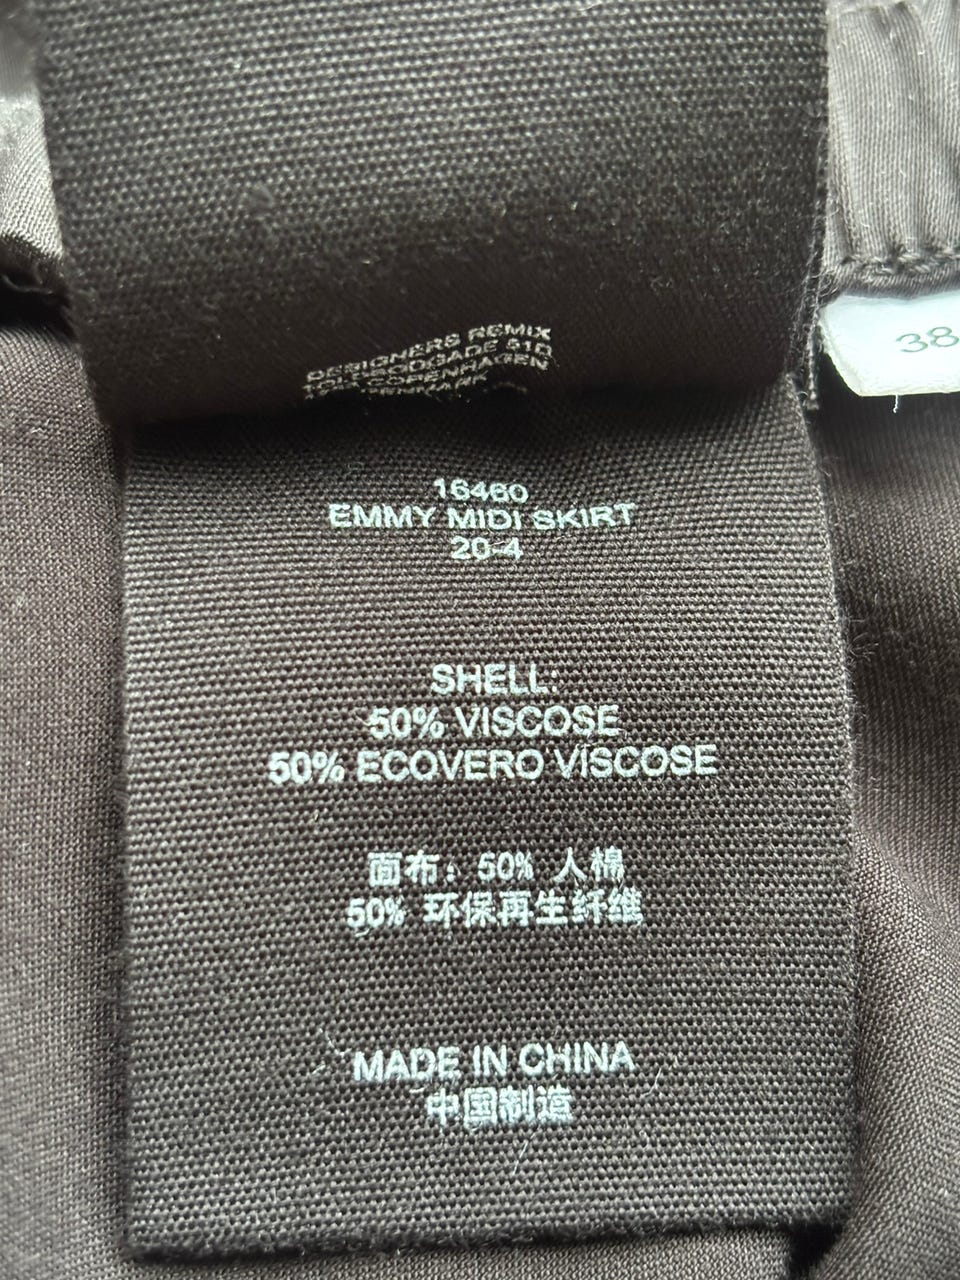 DESIGNERS REMIX
COPENHAGEN
38
16460
EMMY MIDI SKIRT
20-4
SHELL:
50% VISCOSE
50% ECOVERO VISCOSE
面布：50% 人棉
50% 环保再生纤维
MADE IN CHINA
中国制造